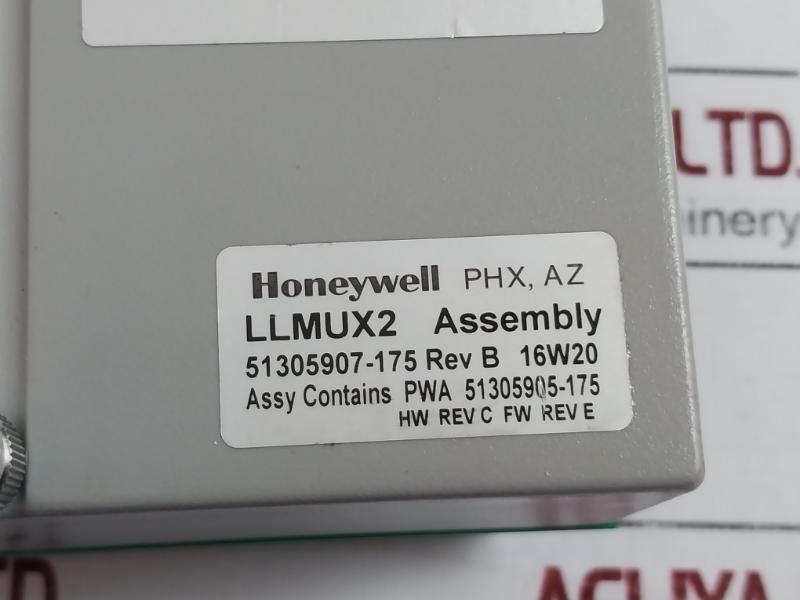 Honeywell PHX, AZ
LLMUX2 Assembly
51305907-175 Rev B 16W20
Assy Contains PWA 51305905-175
HW REV C FW REV E
LTD.